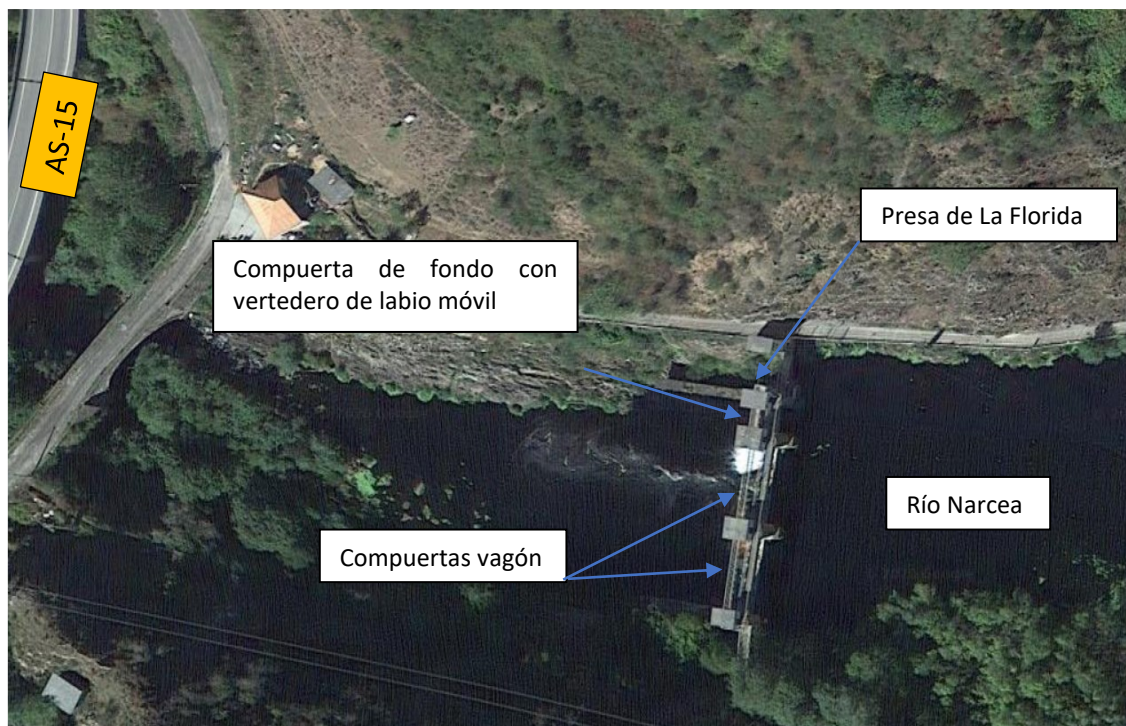 AS-15
Presa de La Florida
Compuerta de fondo con
vertedero de labio móvil
Río Narcea
Compuertas vagón